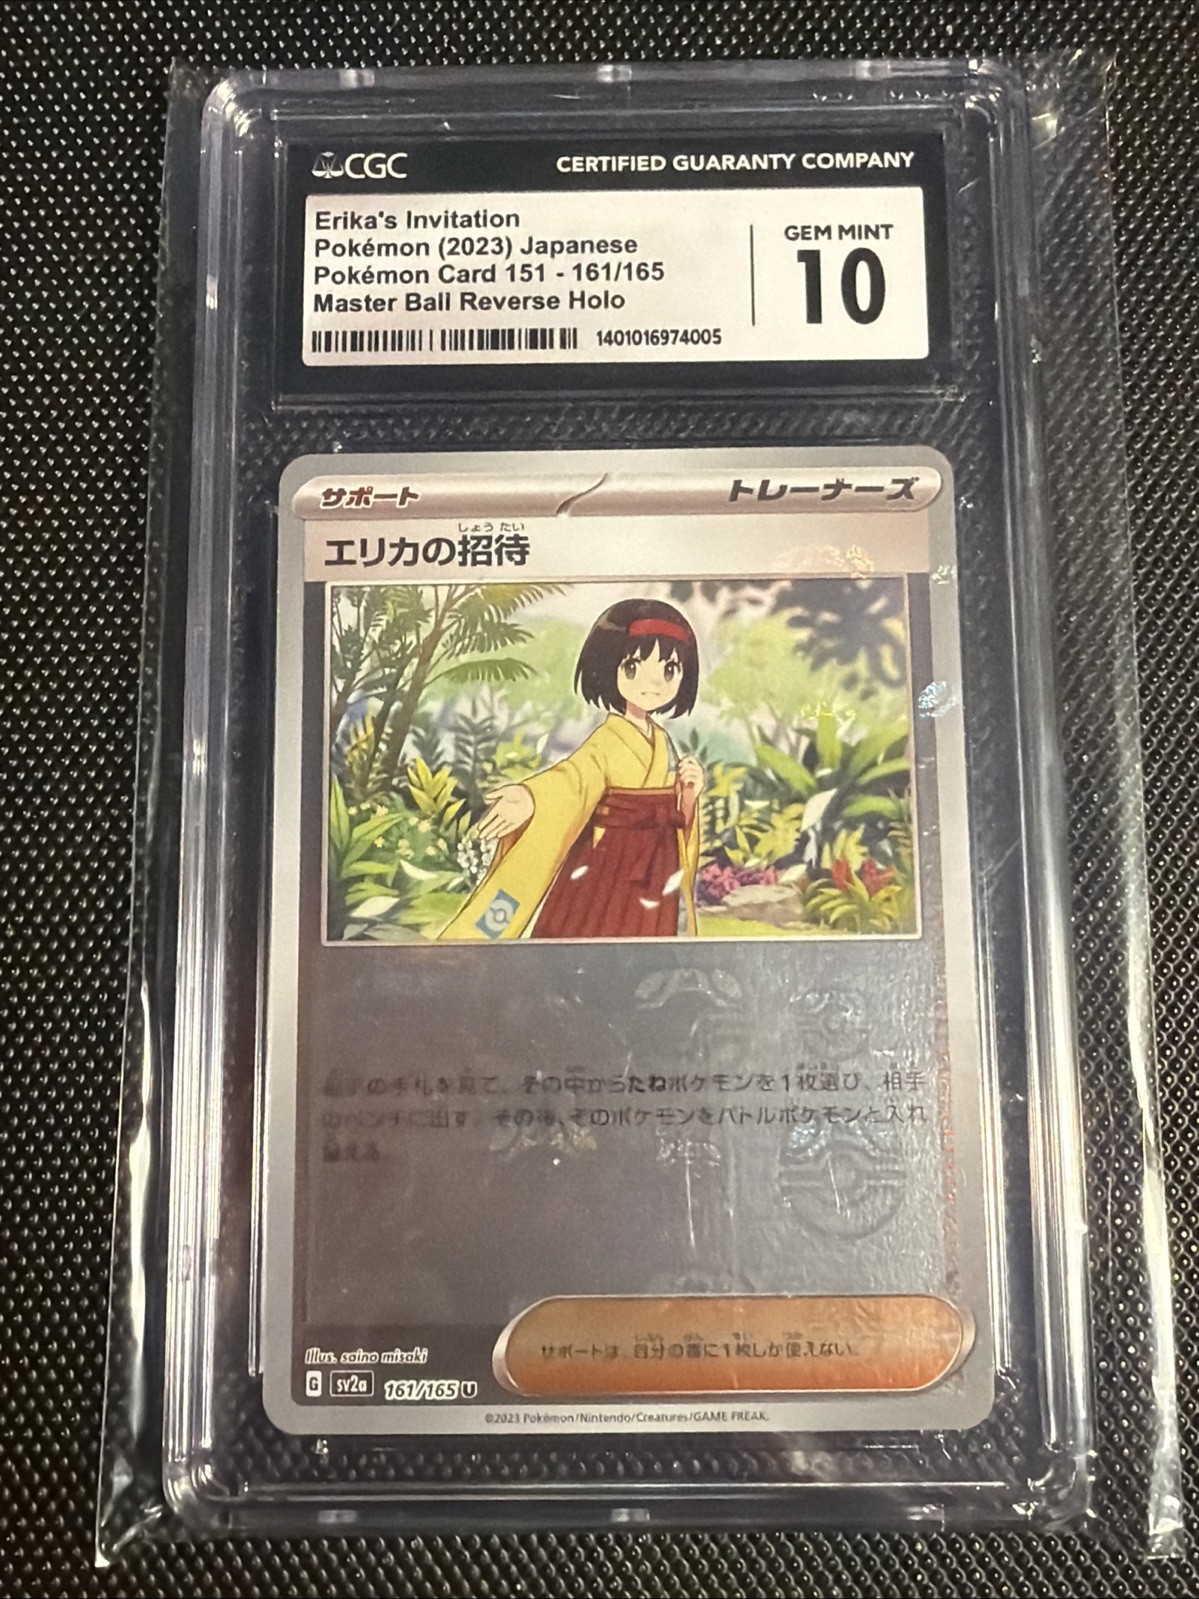 CGC CERTIFIED GUARANTY COMPANY
Erika's Invitation
Pokémon (2023) Japanese
Pokémon Card 151 - 161/165
Master Ball Reverse Holo
1401016974005
GEM MINT
10
サポート トレーナーズ
しょうたい
エリカの招待
の手札を見て、その中からたねポケモンを1枚選び、相手
のベンチに出す。その後、そのポケモンをバトルポケモンと入れ
替える。
サポートは、自分の番に1枚しか使えない。
Illus. saino misaki
G sv2a 161/165 U
©2023 Pokémon/Nintendo/Creatures/GAME FREAK.